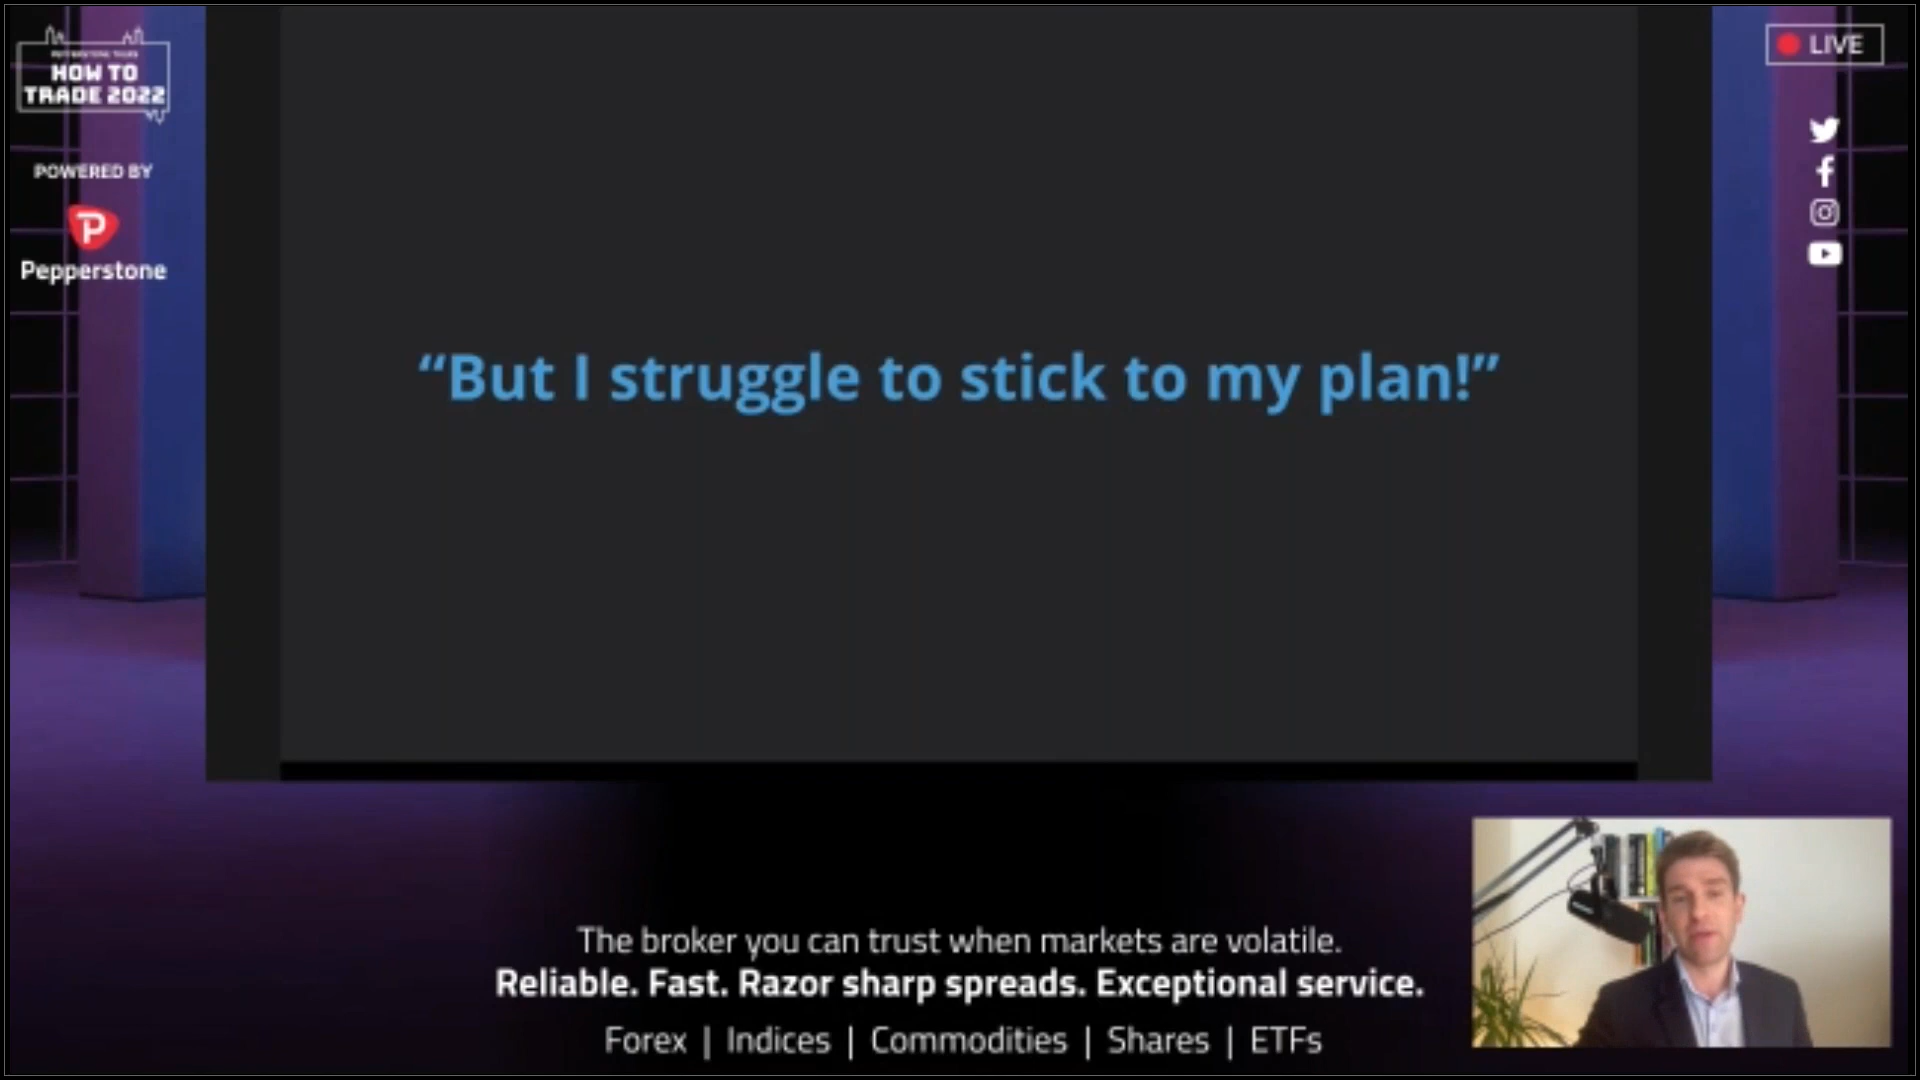 HOW TO
TRADE 2022
POWERED BY
P
Pepperstone
LIVE
“But I struggle to stick to my plan!”
The broker you can trust when markets are volatile.
Reliable. Fast. Razor sharp spreads. Exceptional service.
Forex | Indices | Commodities | Shares | ETFs